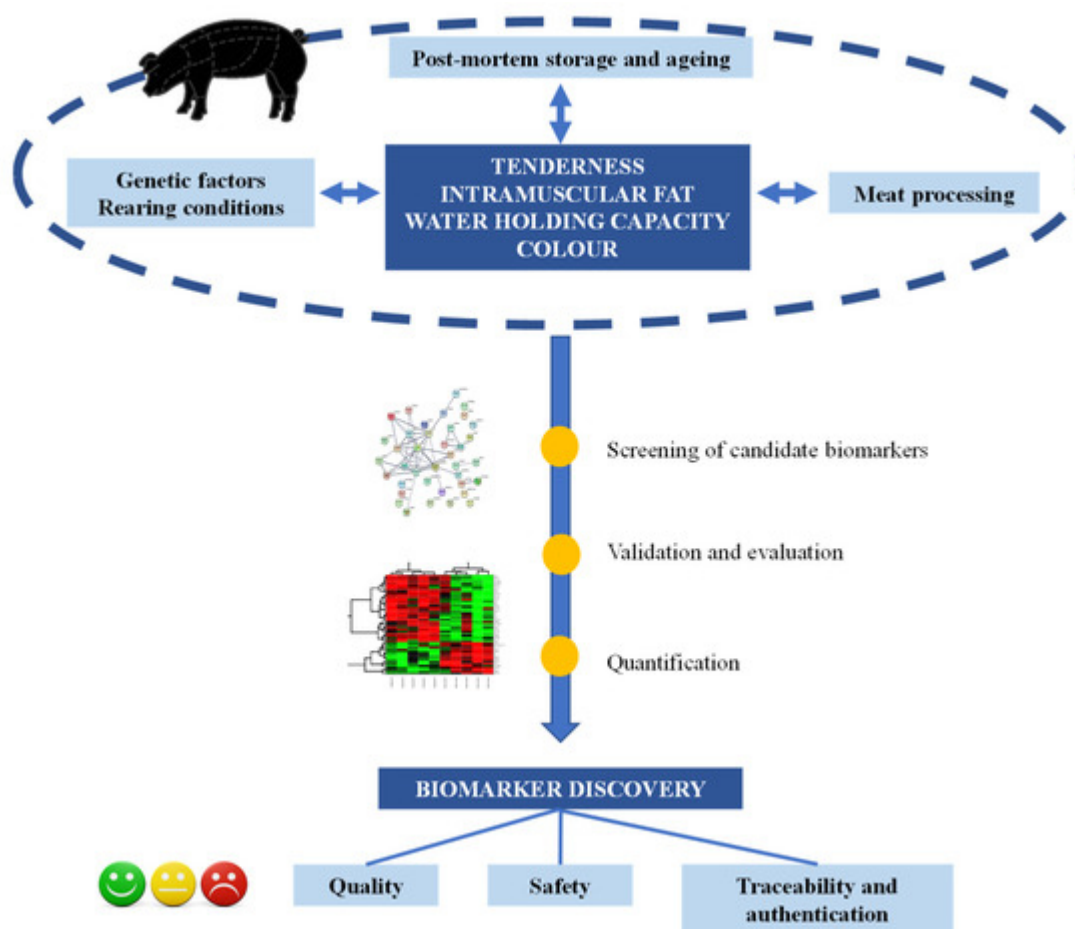 Post-mortem storage and ageing
Genetic factors
Rearing conditions
TENDERNESS
INTRAMUSCULAR FAT
WATER HOLDING CAPACITY
COLOUR
Meat processing
Screening of candidate biomarkers
Validation and evaluation
Quantification
BIOMARKER DISCOVERY
Quality
Safety
Traceability and
authentication